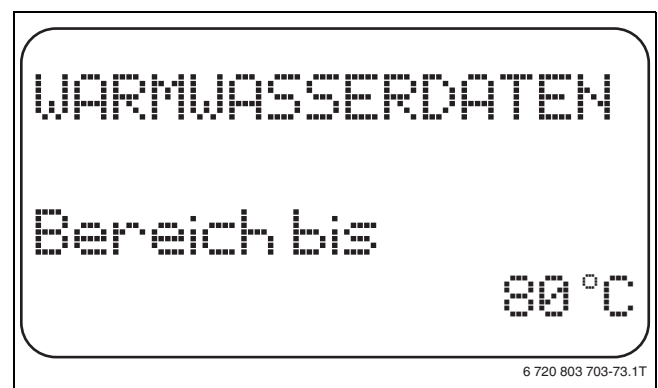 WARMWASSERDATEN
Bereich bis
80 °C
6 720 803 703-73.1T